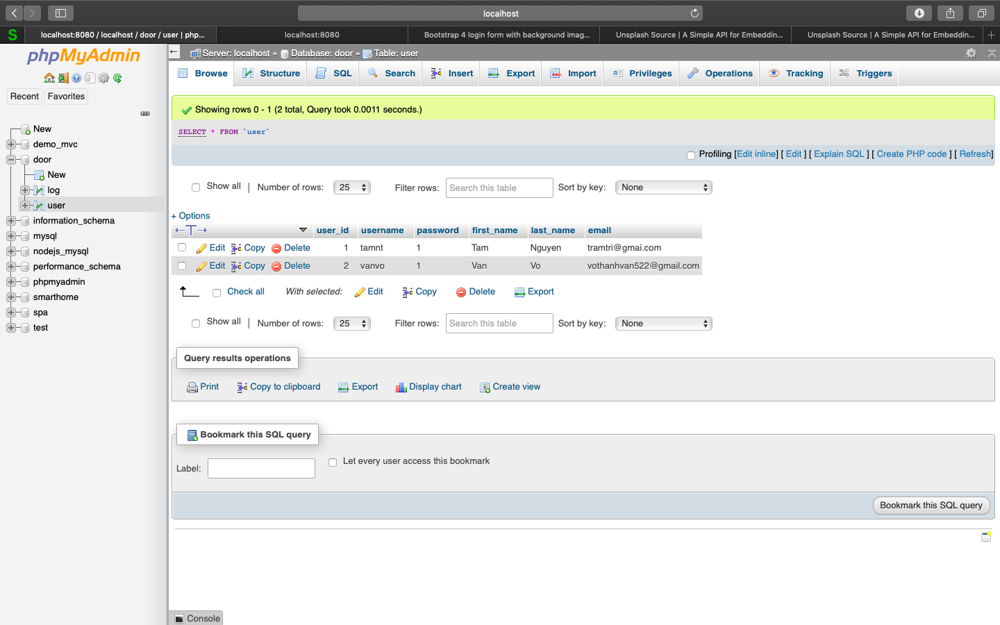 localhost
S
localhost:8080 / localhost / door / user | php...
localhost:8080
Bootstrap 4 login form with background imag...
Unsplash Source | A Simple API for Embeddin...
Unsplash Source | A Simple API for Embeddin...
phpMyAdmin
Recent
Favorites
New
demo_mvc
door
New
log
user
information_schema
mysql
nodejs_mysql
performance_schema
phpmyadmin
smarthome
spa
test
Server: localhost » Database: door » Table: user
Browse Structure SQL Search Insert Export Import Privileges Operations Tracking Triggers
Showing rows 0 - 1 (2 total, Query took 0.0011 seconds.)
SELECT * FROM `user`
Profiling [Edit inline] [ Edit ] [ Explain SQL ] [ Create PHP code ] [ Refresh]
Show all | Number of rows: 25 Filter rows: Search this table Sort by key: None
+ Options
←T→ user_id username password first_name last_name email
Edit Copy Delete 1 tamnt 1 Tam Nguyen tramtri@gmai.com
Edit Copy Delete 2 vanvo 1 Van Vo vothanhvan522@gmail.com
Check all With selected: Edit Copy Delete Export
Show all | Number of rows: 25 Filter rows: Search this table Sort by key: None
Query results operations
Print Copy to clipboard Export Display chart Create view
Bookmark this SQL query
Label: Let every user access this bookmark
Bookmark this SQL query
Console